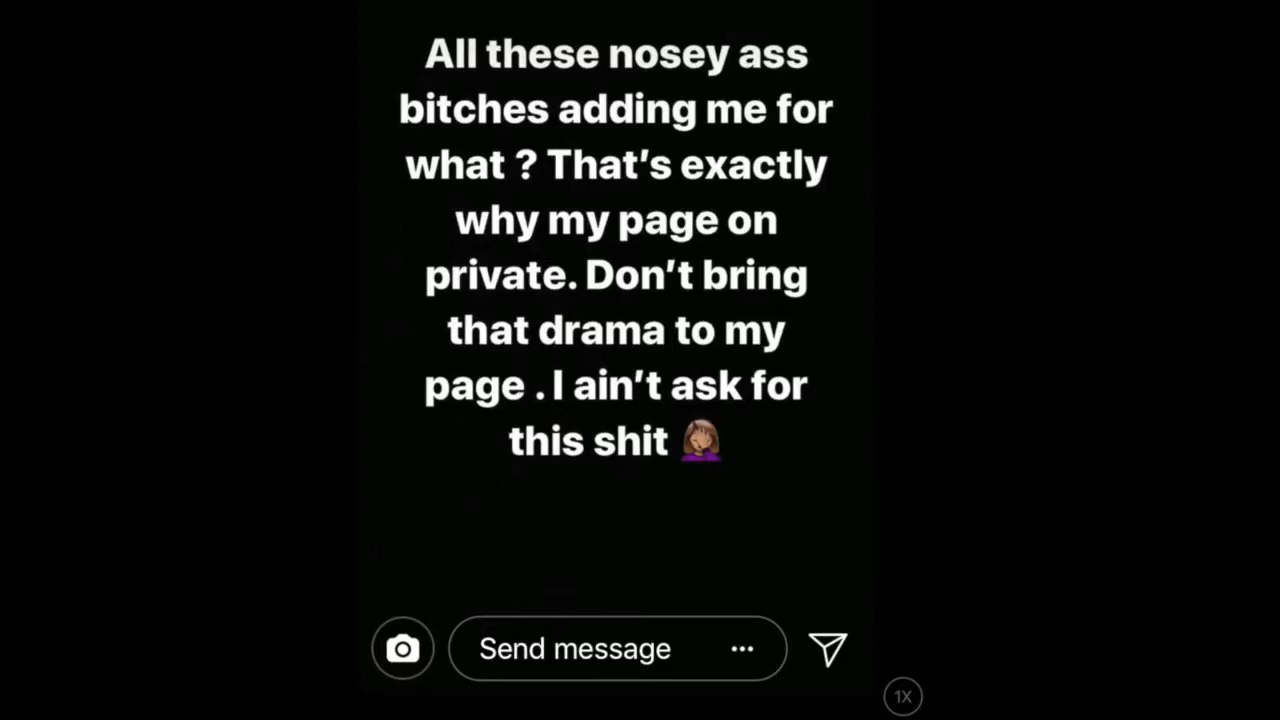 All these nosey ass
bitches adding me for
what ? That's exactly
why my page on
private. Don't bring
that drama to my
page . I ain't ask for
this shit 🤦🏽‍♀️
Send message
1X